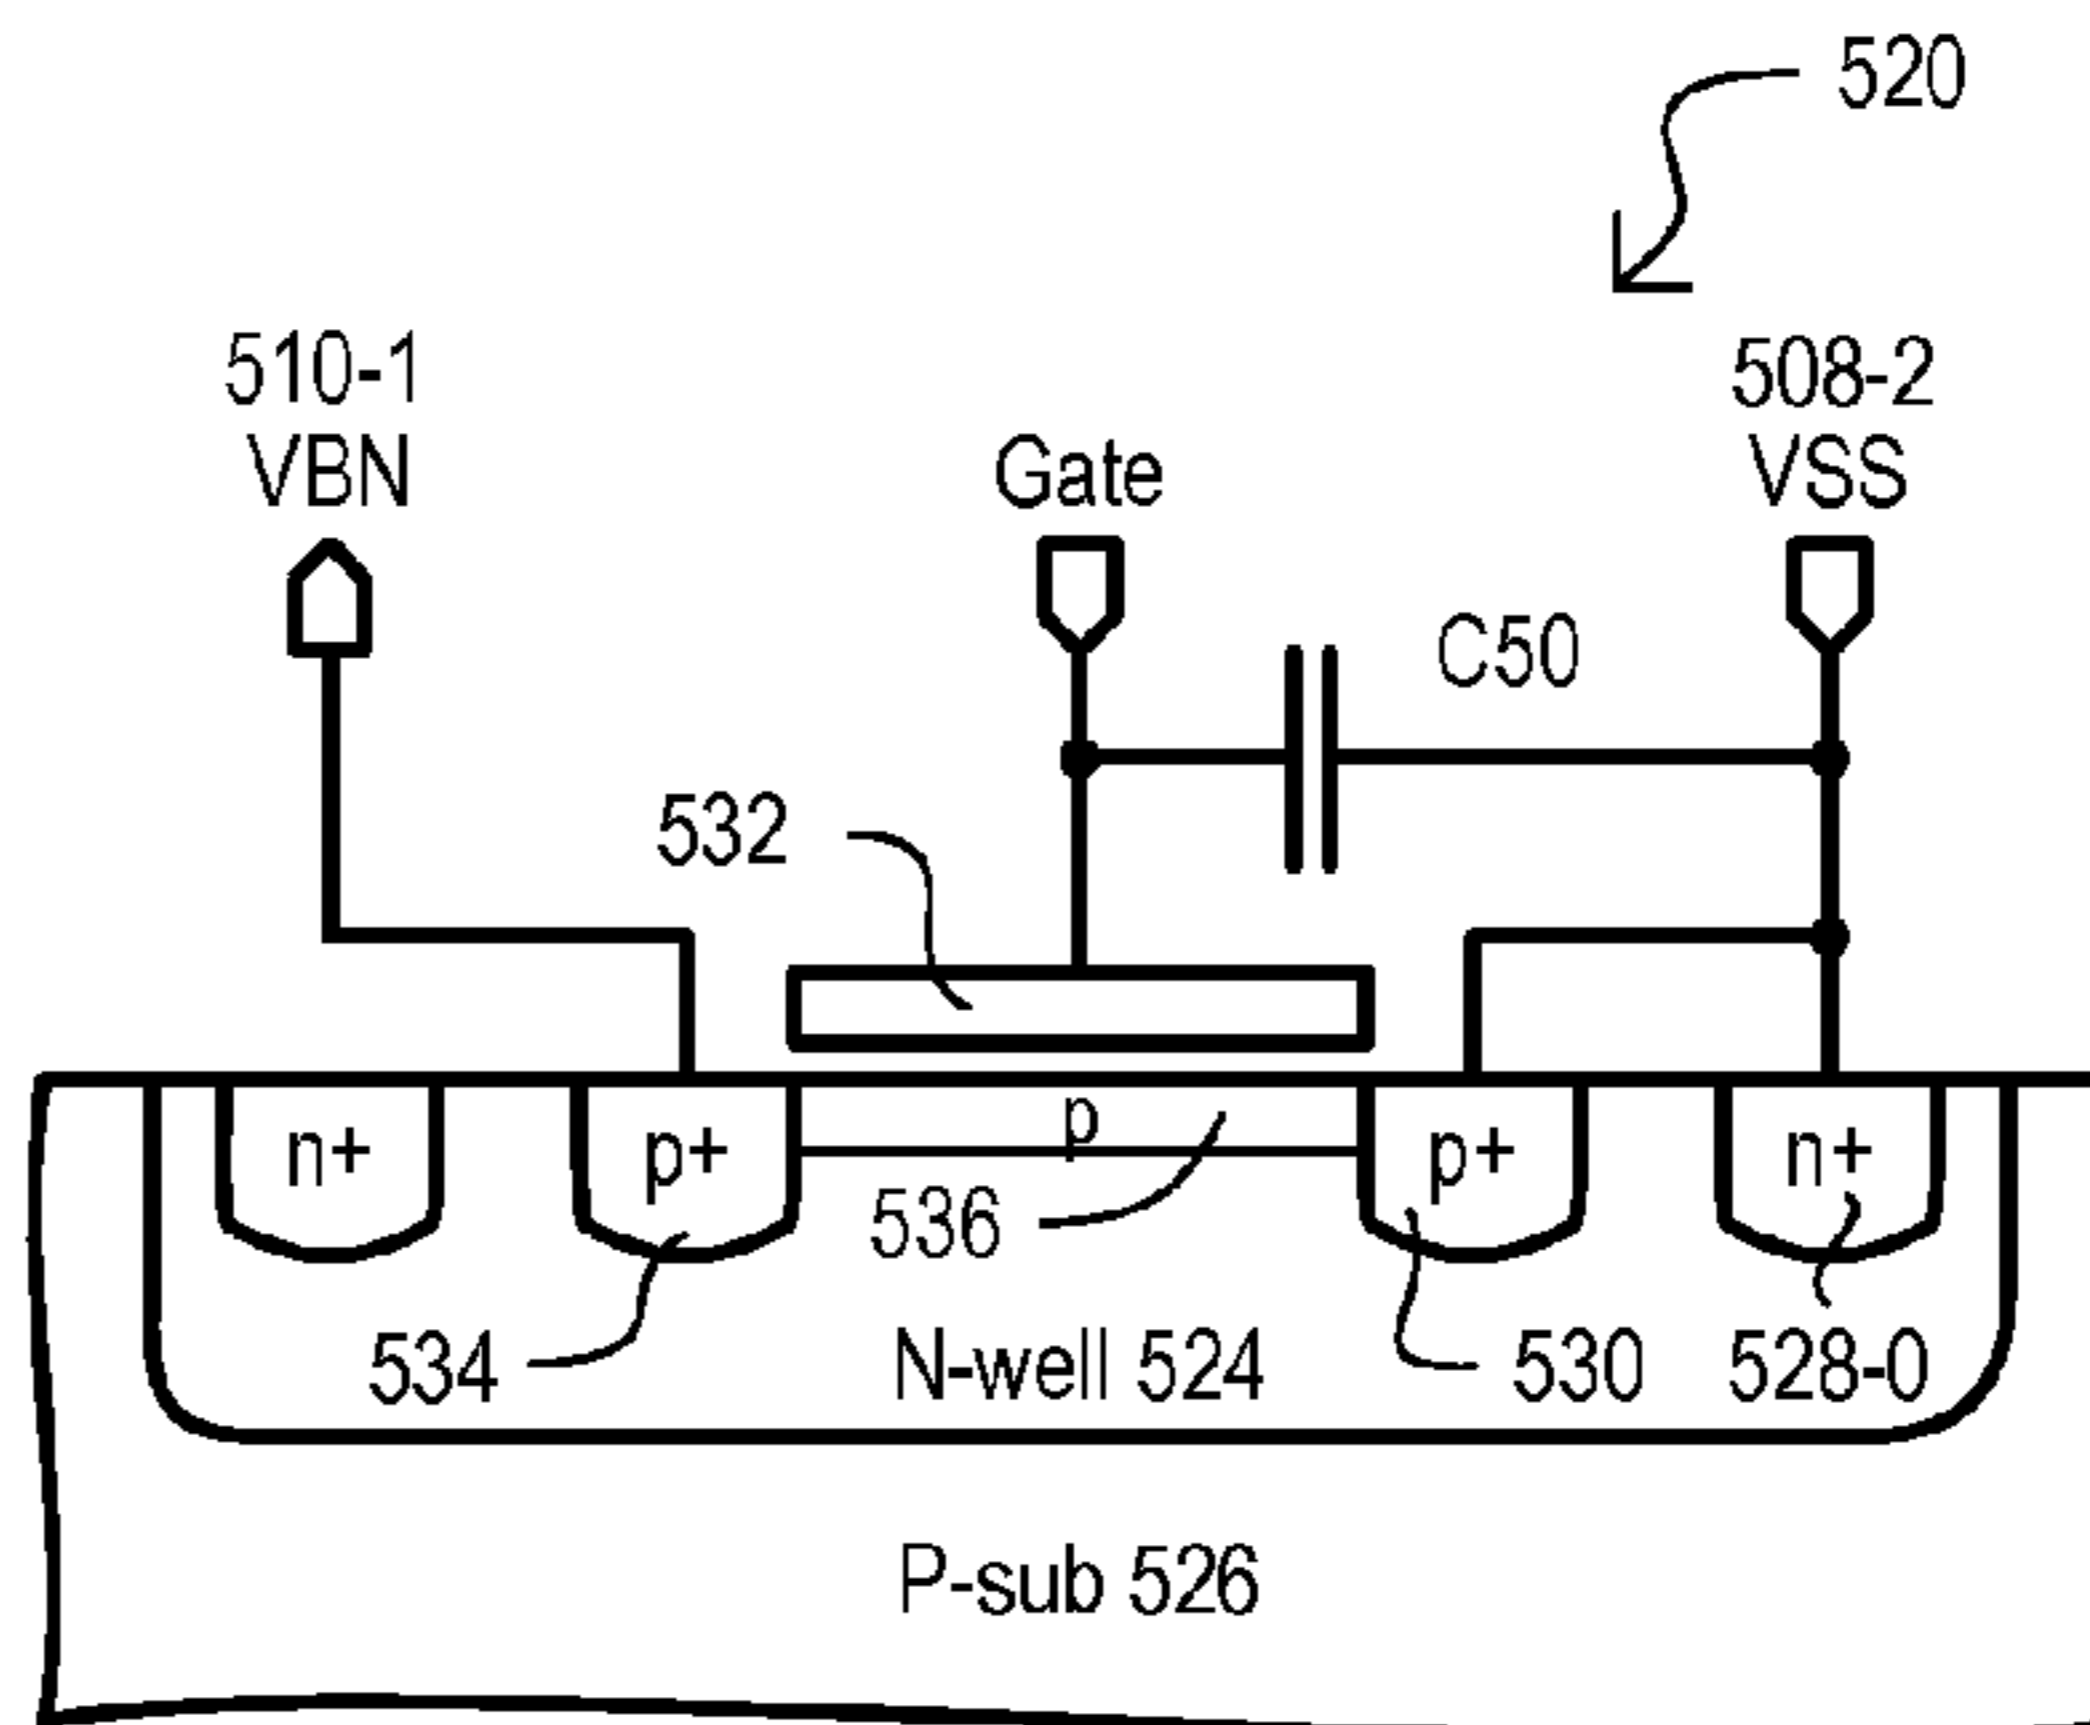 520
510-1
VBN
Gate
508-2
VSS
C50
532
n+
p+
p
p+
n+
536
534
N-well 524
530
528-0
P-sub 526